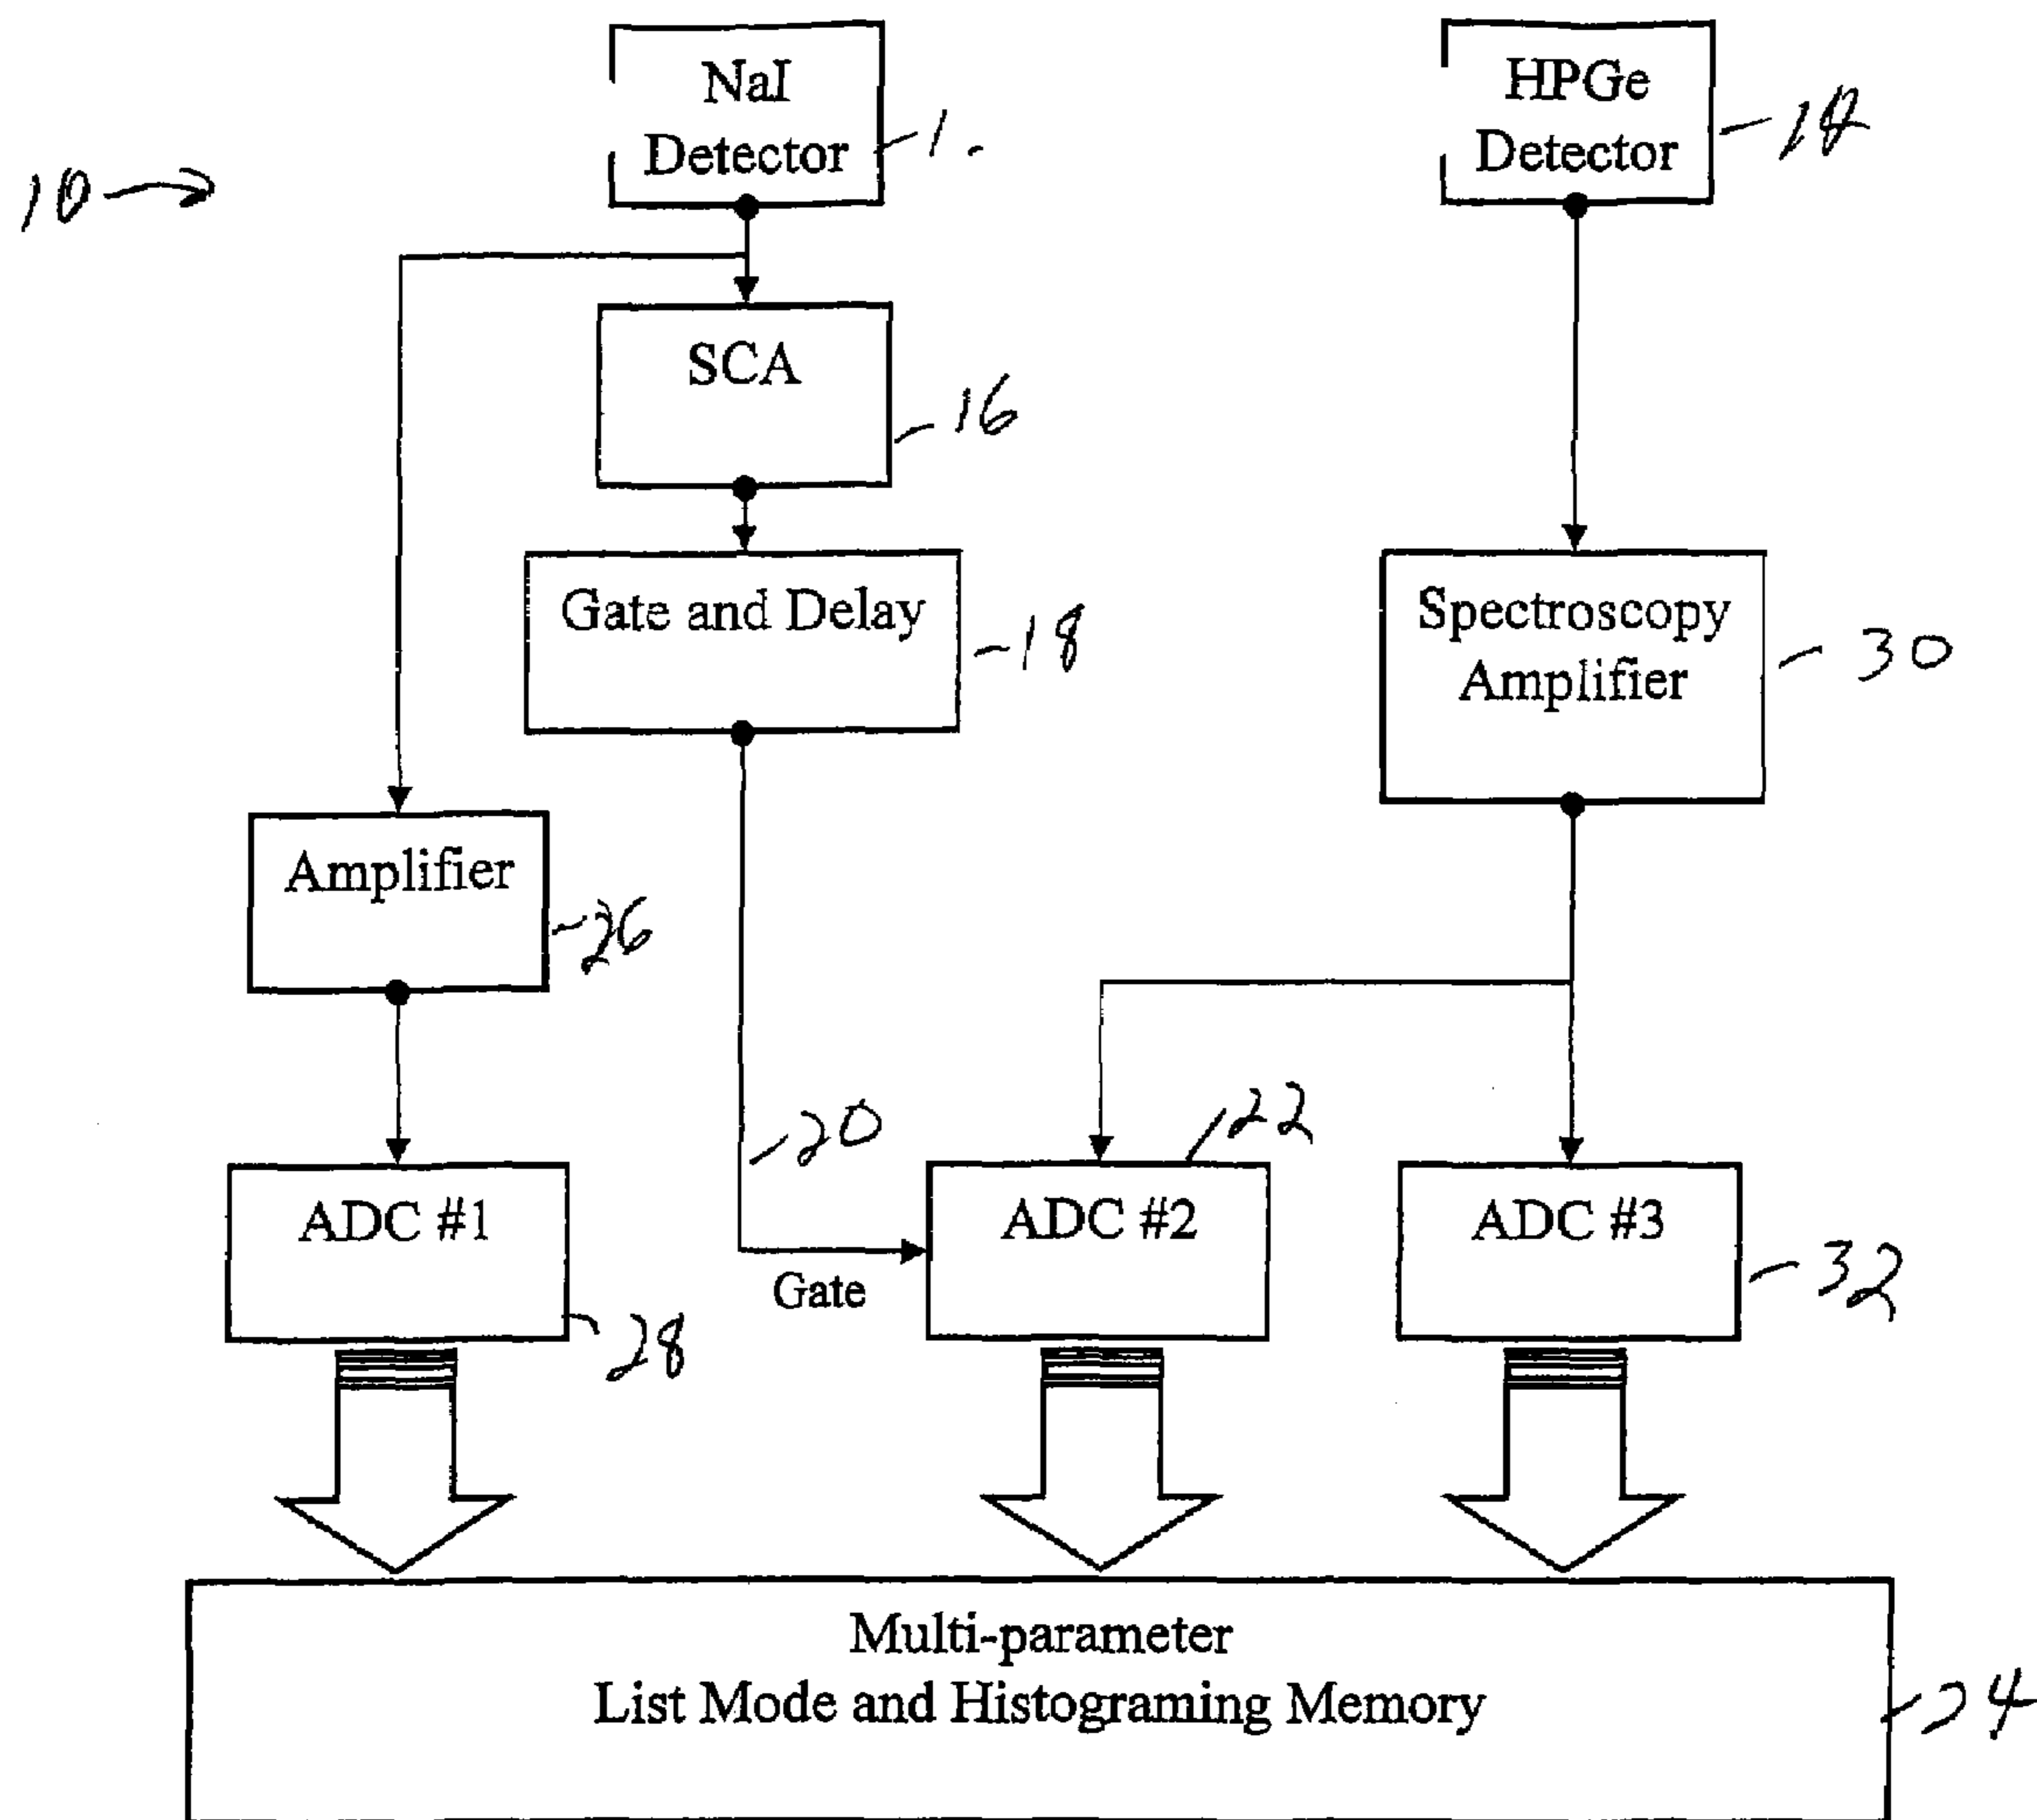 NaI
Detector
HPGe
Detector
14
10
SCA
16
Gate and Delay
18
Spectroscopy
Amplifier
30
Amplifier
26
20
22
ADC #1
28
Gate
ADC #2
ADC #3
32
Multi-parameter
List Mode and Histograming Memory
24